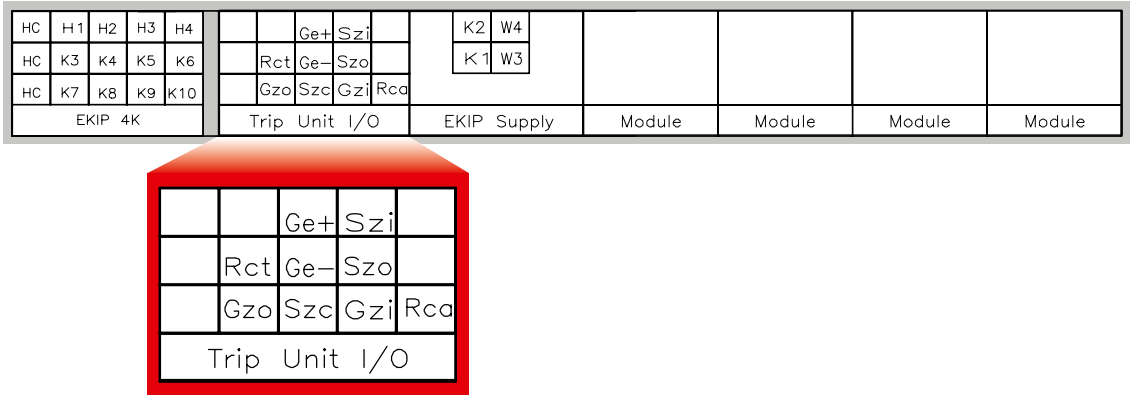 HC H1 H2 H3 H4 Ge+ Szi K2 W4
HC K3 K4 K5 K6 Rct Ge- Szo K1 W3
HC K7 K8 K9 K10 Gzo Szc Gzi Rca
EKIP 4K Trip Unit I/O EKIP Supply Module Module Module Module
Ge+ Szi
Rct Ge- Szo
Gzo Szc Gzi Rca
Trip Unit I/O